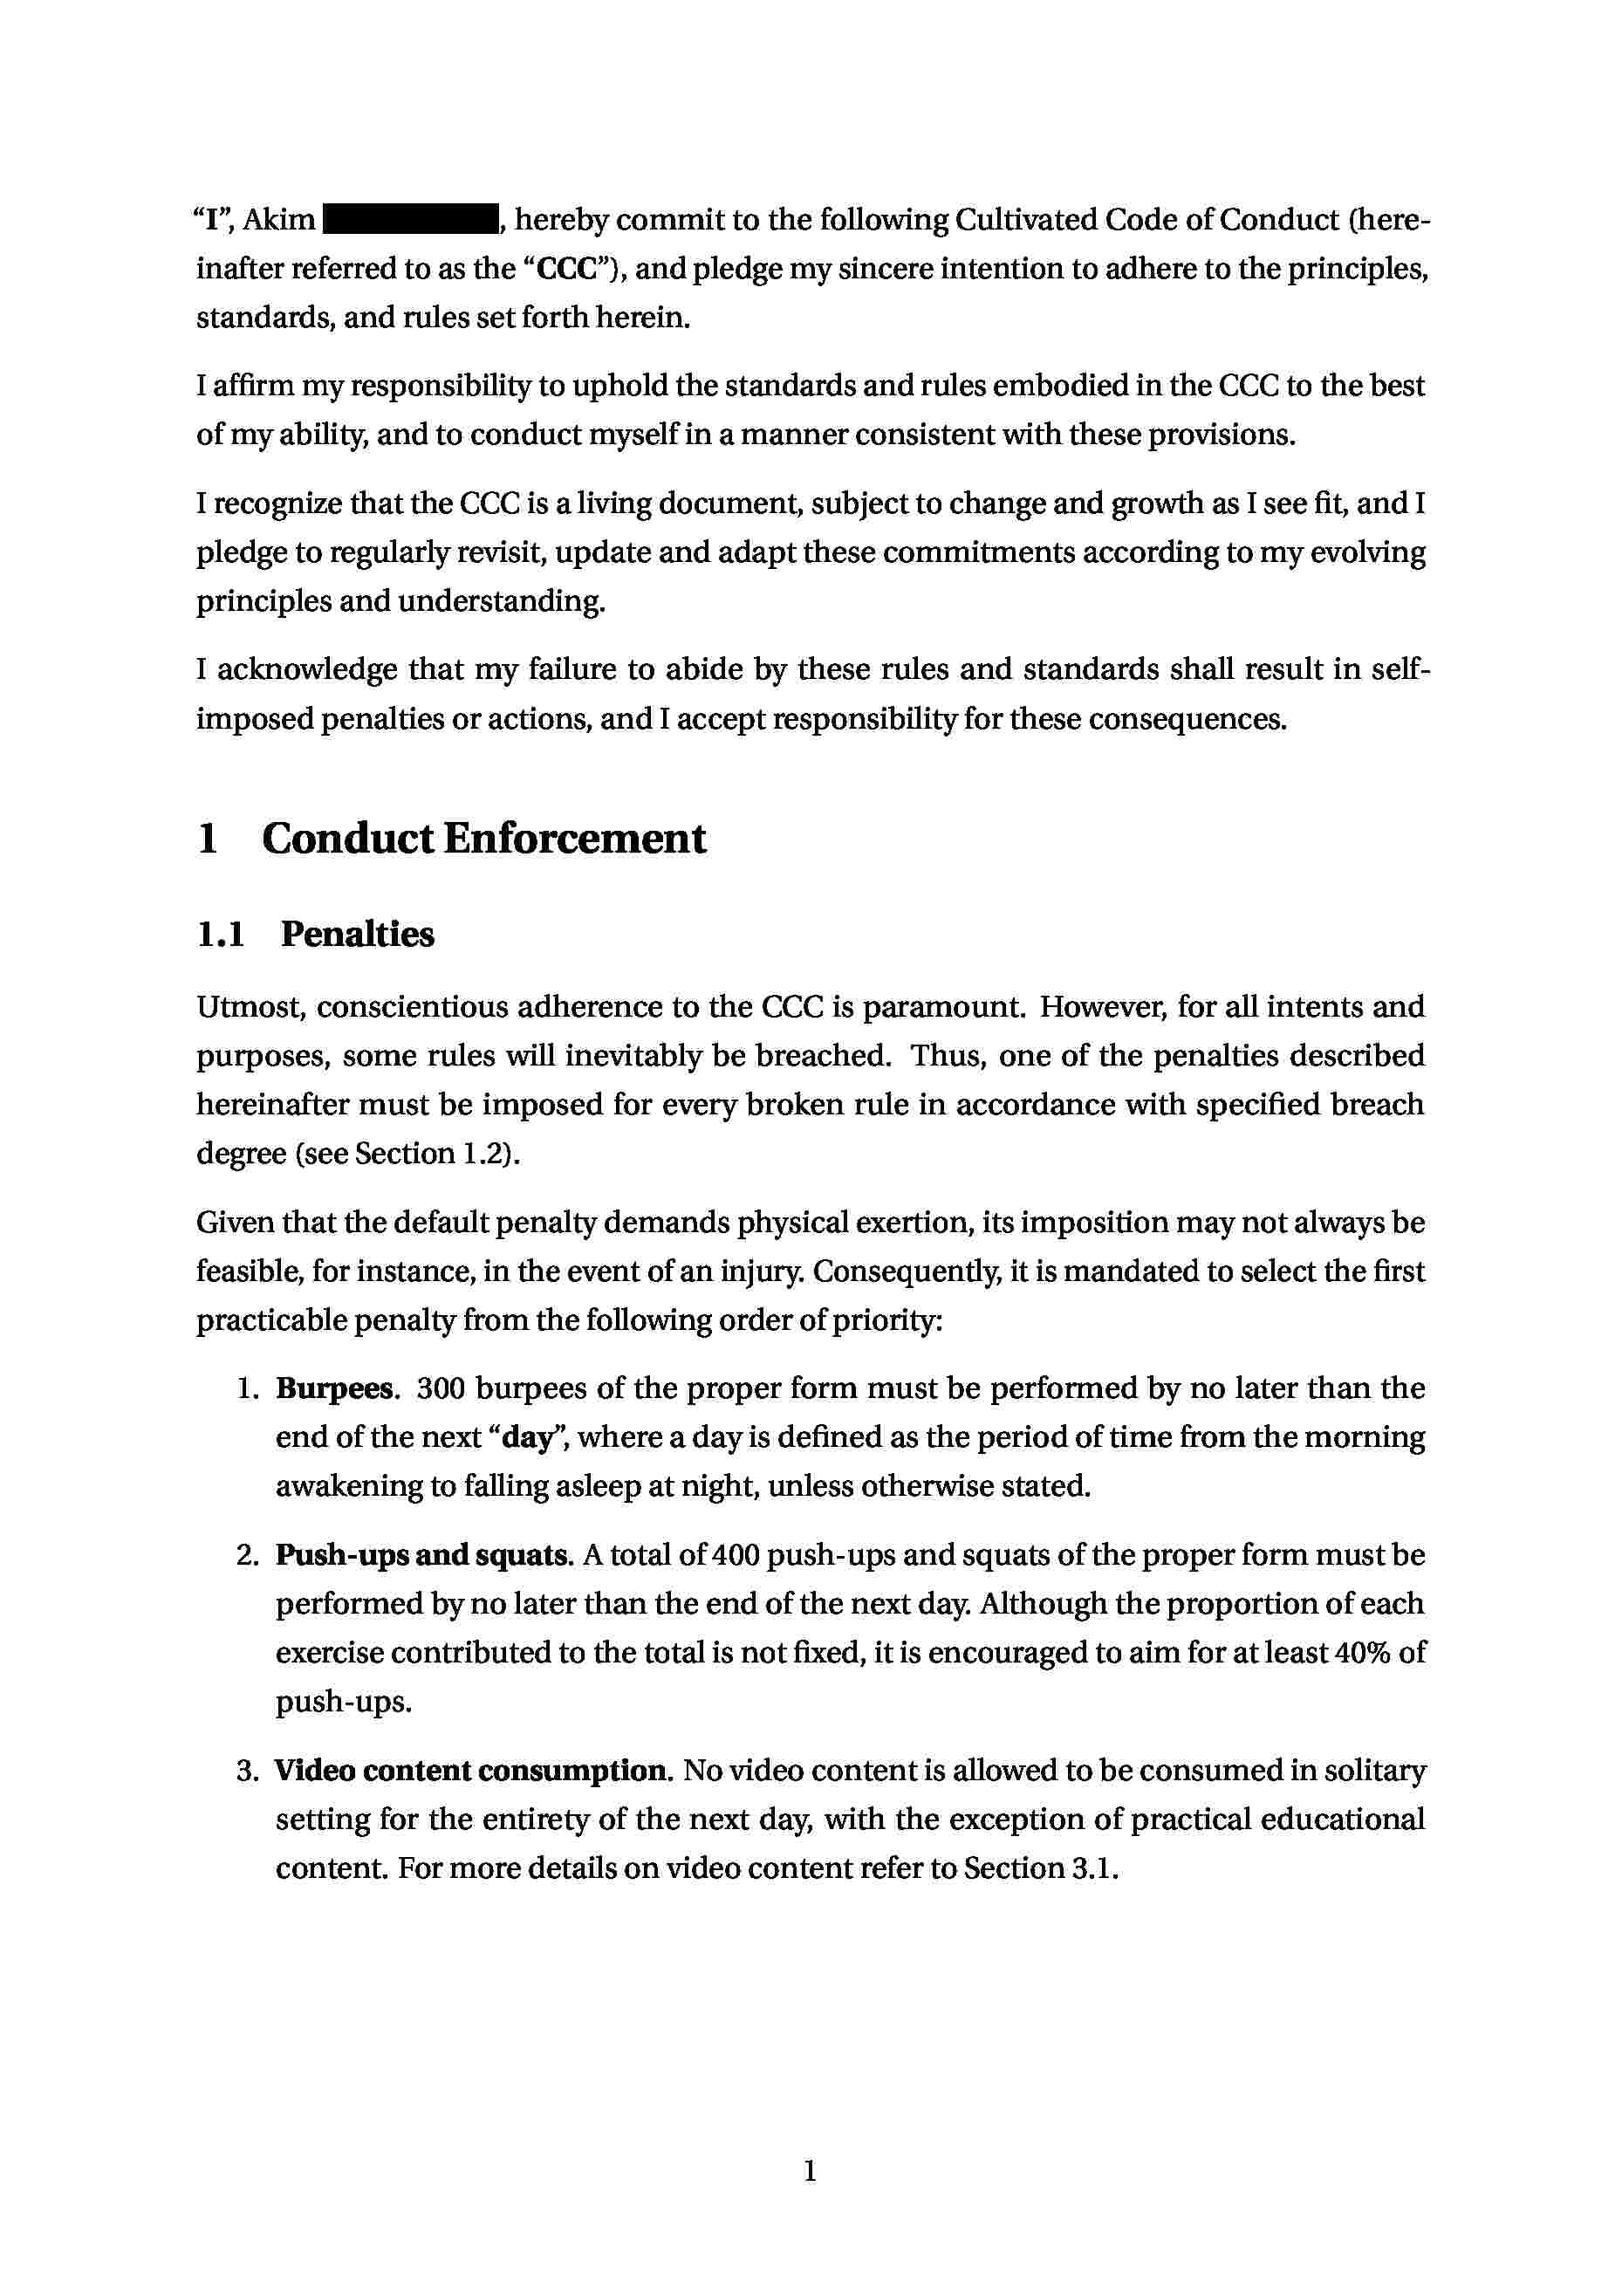 “I”, Akim , hereby commit to the following Cultivated Code of Conduct (here-
inafter referred to as the “CCC”), and pledge my sincere intention to adhere to the principles,
standards, and rules set forth herein.
I affirm my responsibility to uphold the standards and rules embodied in the CCC to the best
of my ability, and to conduct myself in a manner consistent with these provisions.
I recognize that the CCC is a living document, subject to change and growth as I see fit, and I
pledge to regularly revisit, update and adapt these commitments according to my evolving
principles and understanding.
I acknowledge that my failure to abide by these rules and standards shall result in self-
imposed penalties or actions, and I accept responsibility for these consequences.
1 Conduct Enforcement
1.1 Penalties
Utmost, conscientious adherence to the CCC is paramount. However, for all intents and
purposes, some rules will inevitably be breached. Thus, one of the penalties described
hereinafter must be imposed for every broken rule in accordance with specified breach
degree (see Section 1.2).
Given that the default penalty demands physical exertion, its imposition may not always be
feasible, for instance, in the event of an injury. Consequently, it is mandated to select the first
practicable penalty from the following order of priority:
1. Burpees. 300 burpees of the proper form must be performed by no later than the
end of the next “day”, where a day is defined as the period of time from the morning
awakening to falling asleep at night, unless otherwise stated.
2. Push-ups and squats. A total of 400 push-ups and squats of the proper form must be
performed by no later than the end of the next day. Although the proportion of each
exercise contributed to the total is not fixed, it is encouraged to aim for at least 40% of
push-ups.
3. Video content consumption. No video content is allowed to be consumed in solitary
setting for the entirety of the next day, with the exception of practical educational
content. For more details on video content refer to Section 3.1.
1